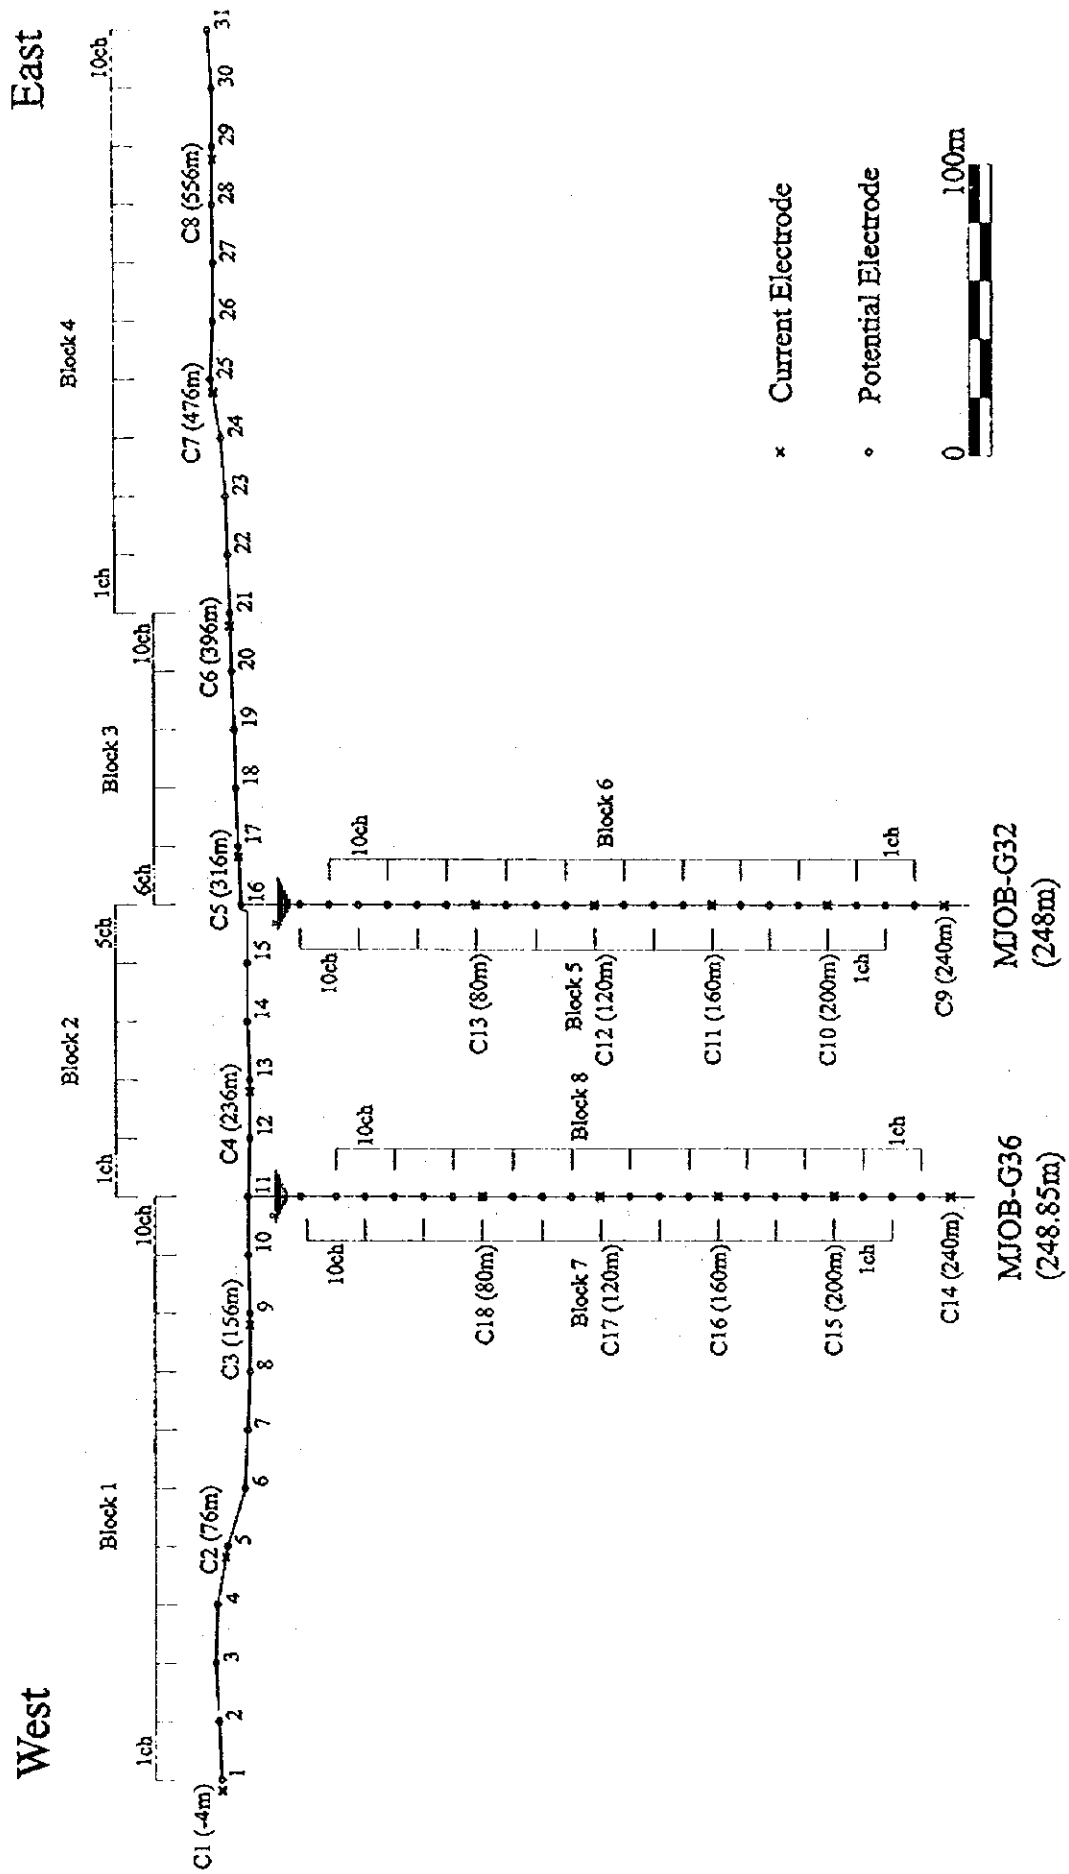 West
East
Block 1
1ch
10ch
Block 2
1ch
5ch
Block 3
6ch
10ch
Block 4
1ch
10ch
C1 (-4m)
C2 (76m)
C3 (156m)
C4 (236m)
C5 (316m)
C6 (396m)
C7 (476m)
C8 (556m)
1
2
3
4
5
6
7
8
9
10
11
12
13
14
15
16
17
18
19
20
21
22
23
24
25
26
27
28
29
30
31
10ch
C18 (80m)
Block 7
C17 (120m)
C16 (160m)
C15 (200m)
1ch
C14 (240m)
10ch
Block 8
1ch
MJOB-G36
(248.85m)
10ch
C13 (80m)
Block 5
C12 (120m)
C11 (160m)
C10 (200m)
1ch
C9 (240m)
10ch
Block 6
1ch
MJOB-G32
(248m)
x Current Electrode
o Potential Electrode
0
100m